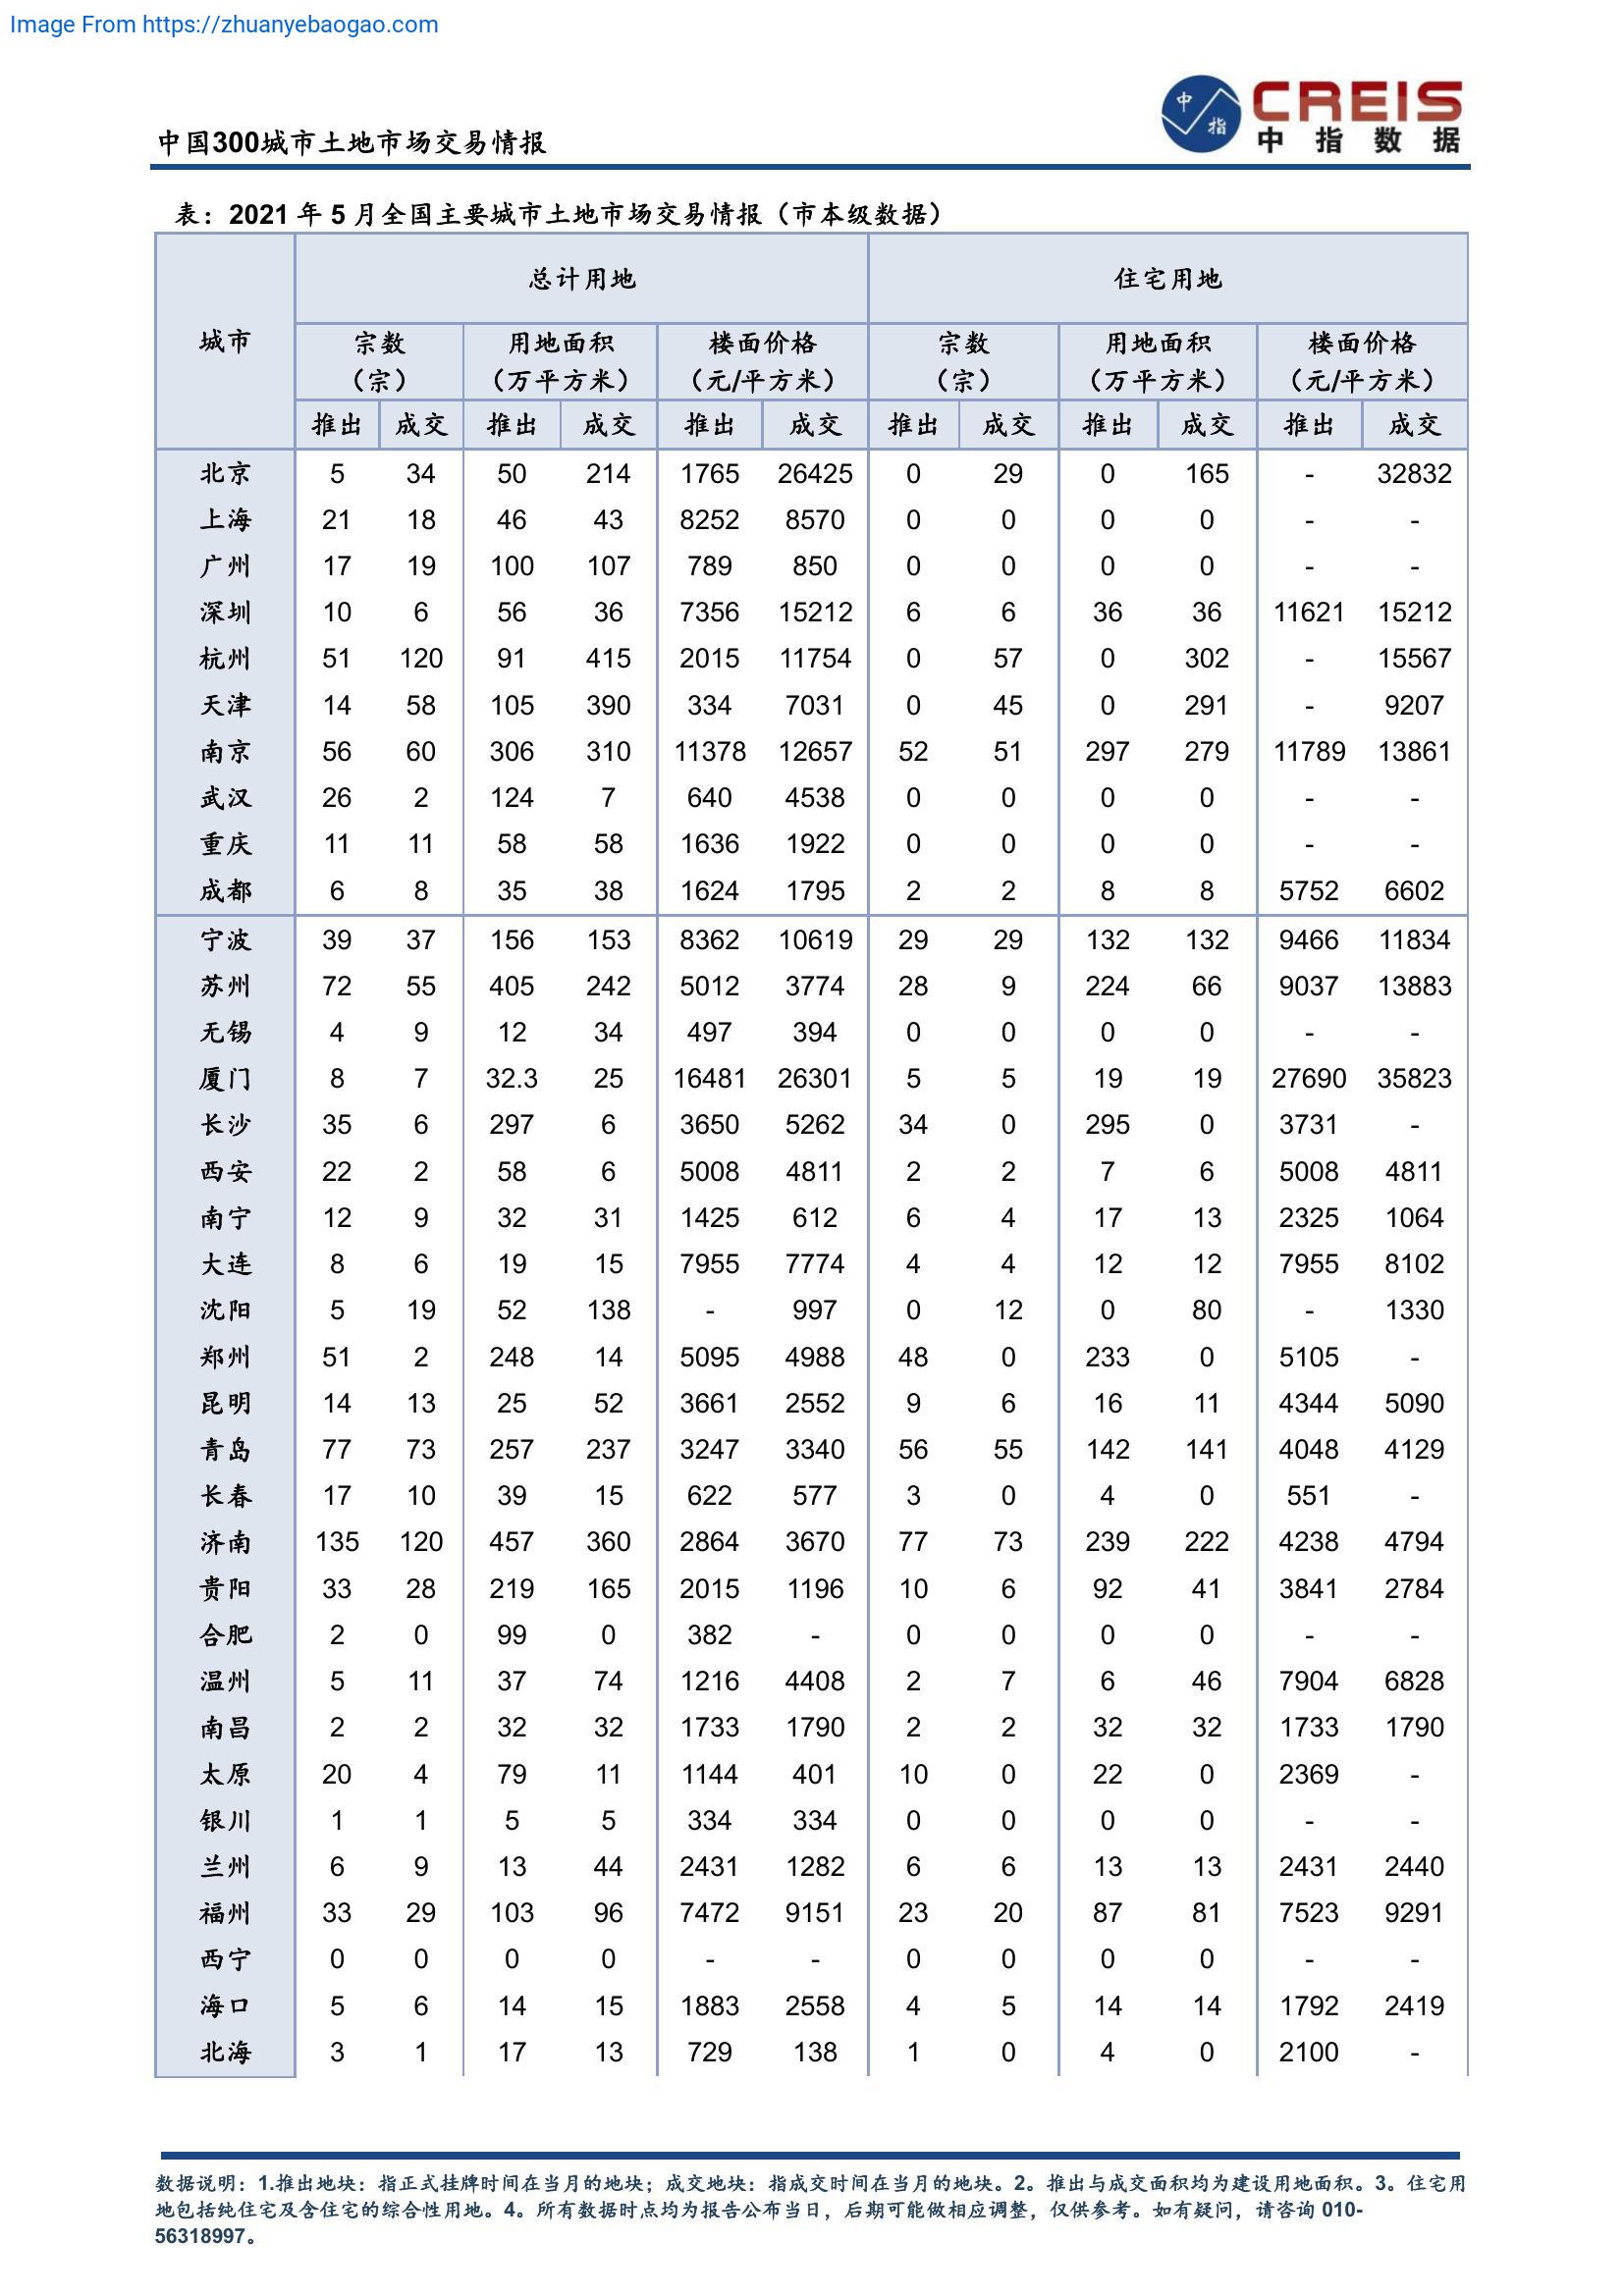 Image From https://zhuanyebaogao.com
中指
CREIS
中指数据
中国300城市土地市场交易情报
表：2021 年 5 月全国主要城市土地市场交易情报（市本级数据）
城市 总计用地 住宅用地
宗数 用地面积 楼面价格 宗数 用地面积 楼面价格
（宗） （万平方米） （元/平方米） （宗） （万平方米） （元/平方米）
推出 成交 推出 成交 推出 成交 推出 成交 推出 成交 推出 成交
北京 5 34 50 214 1765 26425 0 29 0 165 - 32832
上海 21 18 46 43 8252 8570 0 0 0 0 - -
广州 17 19 100 107 789 850 0 0 0 0 - -
深圳 10 6 56 36 7356 15212 6 6 36 36 11621 15212
杭州 51 120 91 415 2015 11754 0 57 0 302 - 15567
天津 14 58 105 390 334 7031 0 45 0 291 - 9207
南京 56 60 306 310 11378 12657 52 51 297 279 11789 13861
武汉 26 2 124 7 640 4538 0 0 0 0 - -
重庆 11 11 58 58 1636 1922 0 0 0 0 - -
成都 6 8 35 38 1624 1795 2 2 8 8 5752 6602
宁波 39 37 156 153 8362 10619 29 29 132 132 9466 11834
苏州 72 55 405 242 5012 3774 28 9 224 66 9037 13883
无锡 4 9 12 34 497 394 0 0 0 0 - -
厦门 8 7 32.3 25 16481 26301 5 5 19 19 27690 35823
长沙 35 6 297 6 3650 5262 34 0 295 0 3731 -
西安 22 2 58 6 5008 4811 2 2 7 6 5008 4811
南宁 12 9 32 31 1425 612 6 4 17 13 2325 1064
大连 8 6 19 15 7955 7774 4 4 12 12 7955 8102
沈阳 5 19 52 138 - 997 0 12 0 80 - 1330
郑州 51 2 248 14 5095 4988 48 0 233 0 5105 -
昆明 14 13 25 52 3661 2552 9 6 16 11 4344 5090
青岛 77 73 257 237 3247 3340 56 55 142 141 4048 4129
长春 17 10 39 15 622 577 3 0 4 0 551 -
济南 135 120 457 360 2864 3670 77 73 239 222 4238 4794
贵阳 33 28 219 165 2015 1196 10 6 92 41 3841 2784
合肥 2 0 99 0 382 - 0 0 0 0 - -
温州 5 11 37 74 1216 4408 2 7 6 46 7904 6828
南昌 2 2 32 32 1733 1790 2 2 32 32 1733 1790
太原 20 4 79 11 1144 401 10 0 22 0 2369 -
银川 1 1 5 5 334 334 0 0 0 0 - -
兰州 6 9 13 44 2431 1282 6 6 13 13 2431 2440
福州 33 29 103 96 7472 9151 23 20 87 81 7523 9291
西宁 0 0 0 0 - - 0 0 0 0 - -
海口 5 6 14 15 1883 2558 4 5 14 14 1792 2419
北海 3 1 17 13 729 138 1 0 4 0 2100 -
数据说明：1.推出地块：指正式挂牌时间在当月的地块；成交地块：指成交时间在当月的地块。2。推出与成交面积均为建设用地面积。3。住宅用
地包括纯住宅及含住宅的综合性用地。4。所有数据时点均为报告公布当日，后期可能做相应调整，仅供参考。如有疑问，请咨询 010-
56318997。